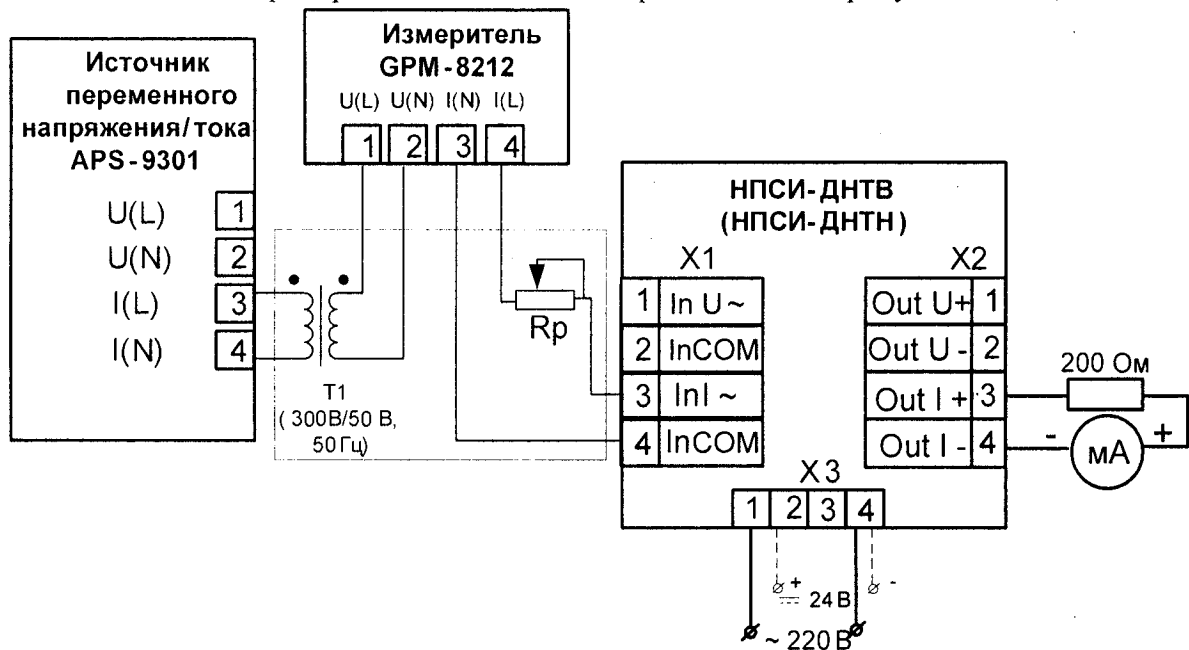 Источник
переменного
напряжения/тока
APS-9301
U(L) 1
U(N) 2
I(L) 3
I(N) 4
Измеритель
GPM-8212
U(L) U(N) I(N) I(L)
1 2 3 4
T1
( 300В/50 В,
50Гц)
Rp
НПСИ-ДНТВ
(НПСИ-ДНТН)
X1
1 In U ~
2 InCOM
3 InI ~
4 InCOM
X2
Out U+ 1
Out U - 2
Out I + 3
Out I - 4
200 Ом
- +
мА
X3
1 2 3 4
+ -
24 В
~ 220 В